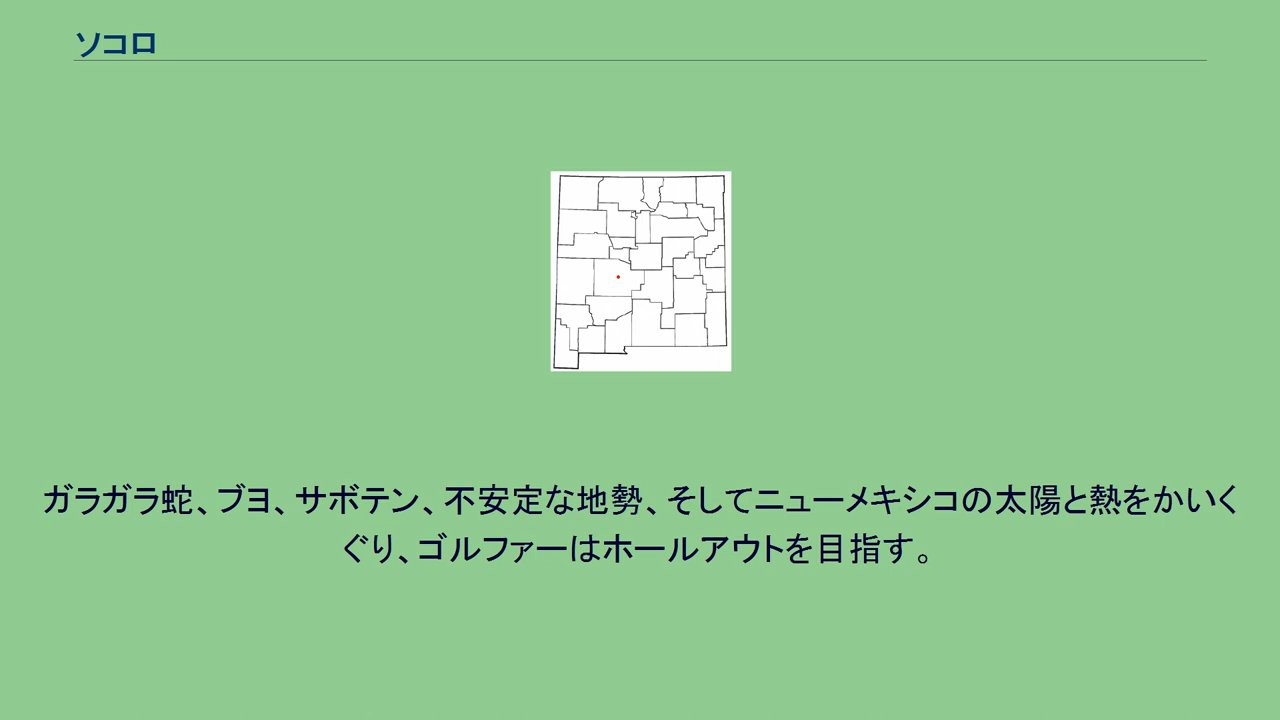 ソコロ
ガラガラ蛇、ブヨ、サボテン、不安定な地勢、そしてニューメキシコの太陽と熱をかいく
ぐり、ゴルファーはホールアウトを目指す。